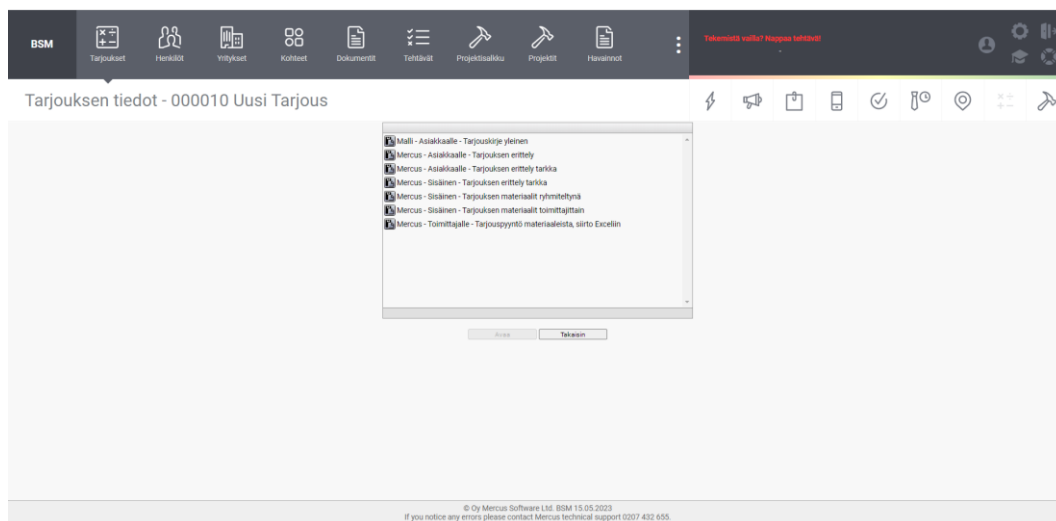 BSM
Tarjoukset
Henkilöt
Yritykset
Kohteet
Dokumentit
Tehtävät
Projektisalkku
Projektit
Havainnot
Tekemistä vailla? Nappaa tehtävä!
-
Tarjouksen tiedot - 000010 Uusi Tarjous
Malli - Asiakkaalle - Tarjouskirje yleinen
Mercus - Asiakkaalle - Tarjouksen erittely
Mercus - Asiakkaalle - Tarjouksen erittely tarkka
Mercus - Sisäinen - Tarjouksen erittely tarkka
Mercus - Sisäinen - Tarjouksen materiaalit ryhmiteltynä
Mercus - Sisäinen - Tarjouksen materiaalit toimittajittain
Mercus - Toimittajalle - Tarjouspyyntö materiaaleista, siirto Exceliin
Avaa
Takaisin
© Oy Mercus Software Ltd. BSM 15.05.2023
If you notice any errors please contact Mercus technical support 0207 432 655.